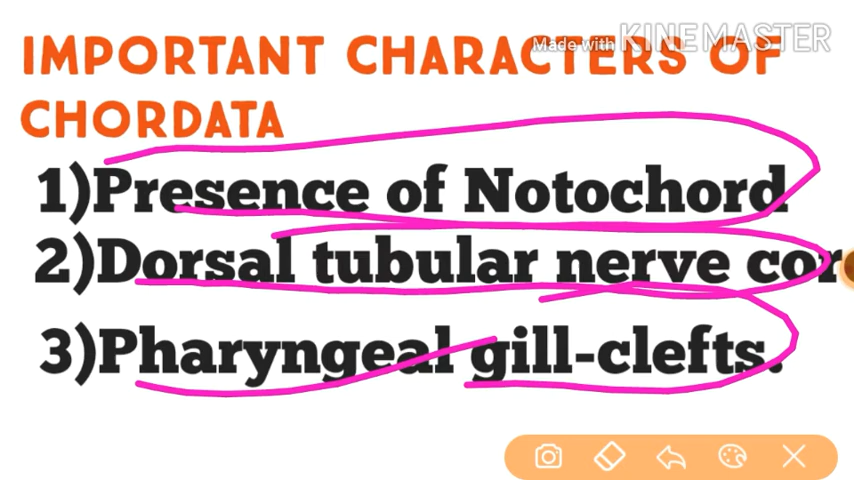 Made with KINEMASTER
IMPORTANT CHARACTERS OF
CHORDATA
1)Presence of Notochord
2)Dorsal tubular nerve cor
3)Pharyngeal gill-clefts.